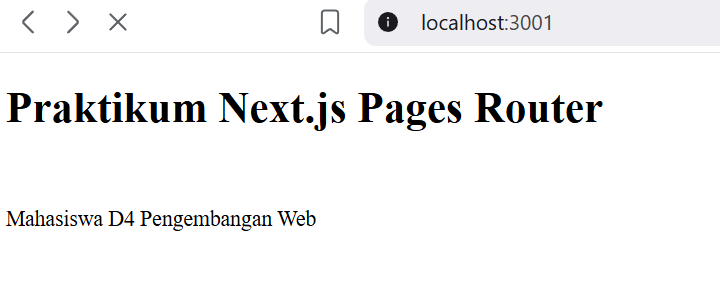 localhost:3001
Praktikum Next.js Pages Router
Mahasiswa D4 Pengembangan Web